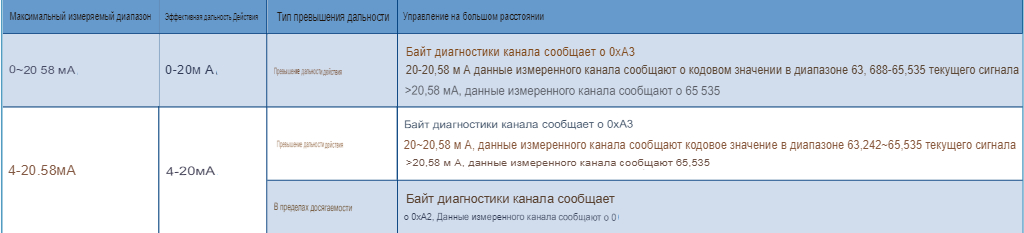 Максимальный измеряемый диапазон
Эффективная дальность Действия
Тип превышения дальности
Управление на большом расстоянии
0~20 58 мА.
0-20м А
Превышение дальности действия
Байт диагностики канала сообщает о 0хА3
20-20,58 м А данные измеренного канала сообщают о кодовом значении в диапазоне 63, 688-65,535 текущего сигнала
>20,58 мА, данные измеренного канала сообщают о 65 535
4-20.58мА
4-20мА
Превышение дальности действия
Байт диагностики канала сообщает о 0хА3
20~20,58 м А, данные измеренного канала сообщают кодовое значение в диапазоне 63,242~65,535 текущего сигнала
>20,58 м А, данные измеренного канала сообщают 65,535
В пределах досягаемости
Байт диагностики канала сообщает
о 0хА2, Данные измеренного канала сообщают о 0